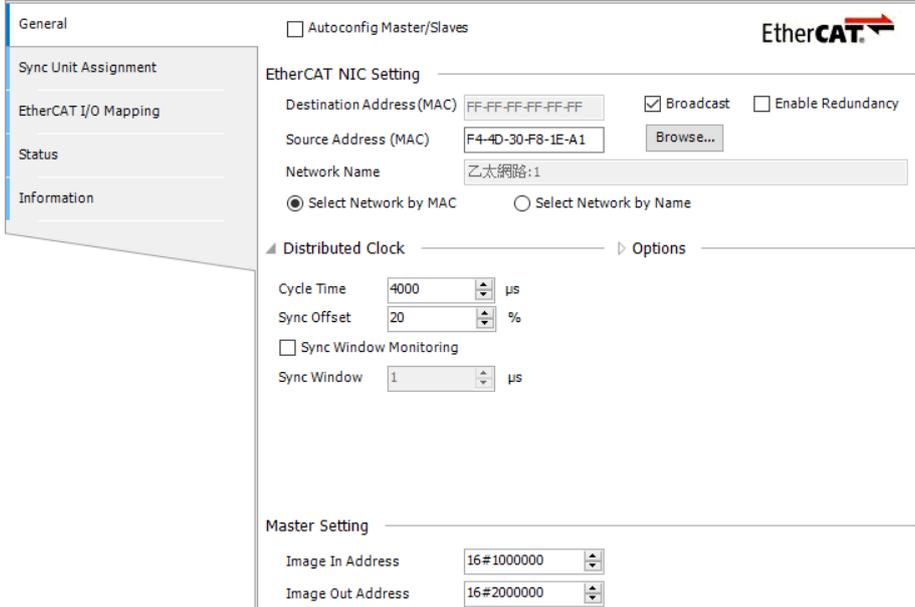 General
Sync Unit Assignment
EtherCAT I/O Mapping
Status
Information
Autoconfig Master/Slaves
EtherCAT®
EtherCAT NIC Setting
Destination Address (MAC) FF-FF-FF-FF-FF-FF Broadcast Enable Redundancy
Source Address (MAC) F4-4D-30-F8-1E-A1 Browse...
Network Name 乙太網路:1
Select Network by MAC Select Network by Name
Distributed Clock Options
Cycle Time 4000 µs
Sync Offset 20 %
Sync Window Monitoring
Sync Window 1 µs
Master Setting
Image In Address 16#1000000
Image Out Address 16#2000000